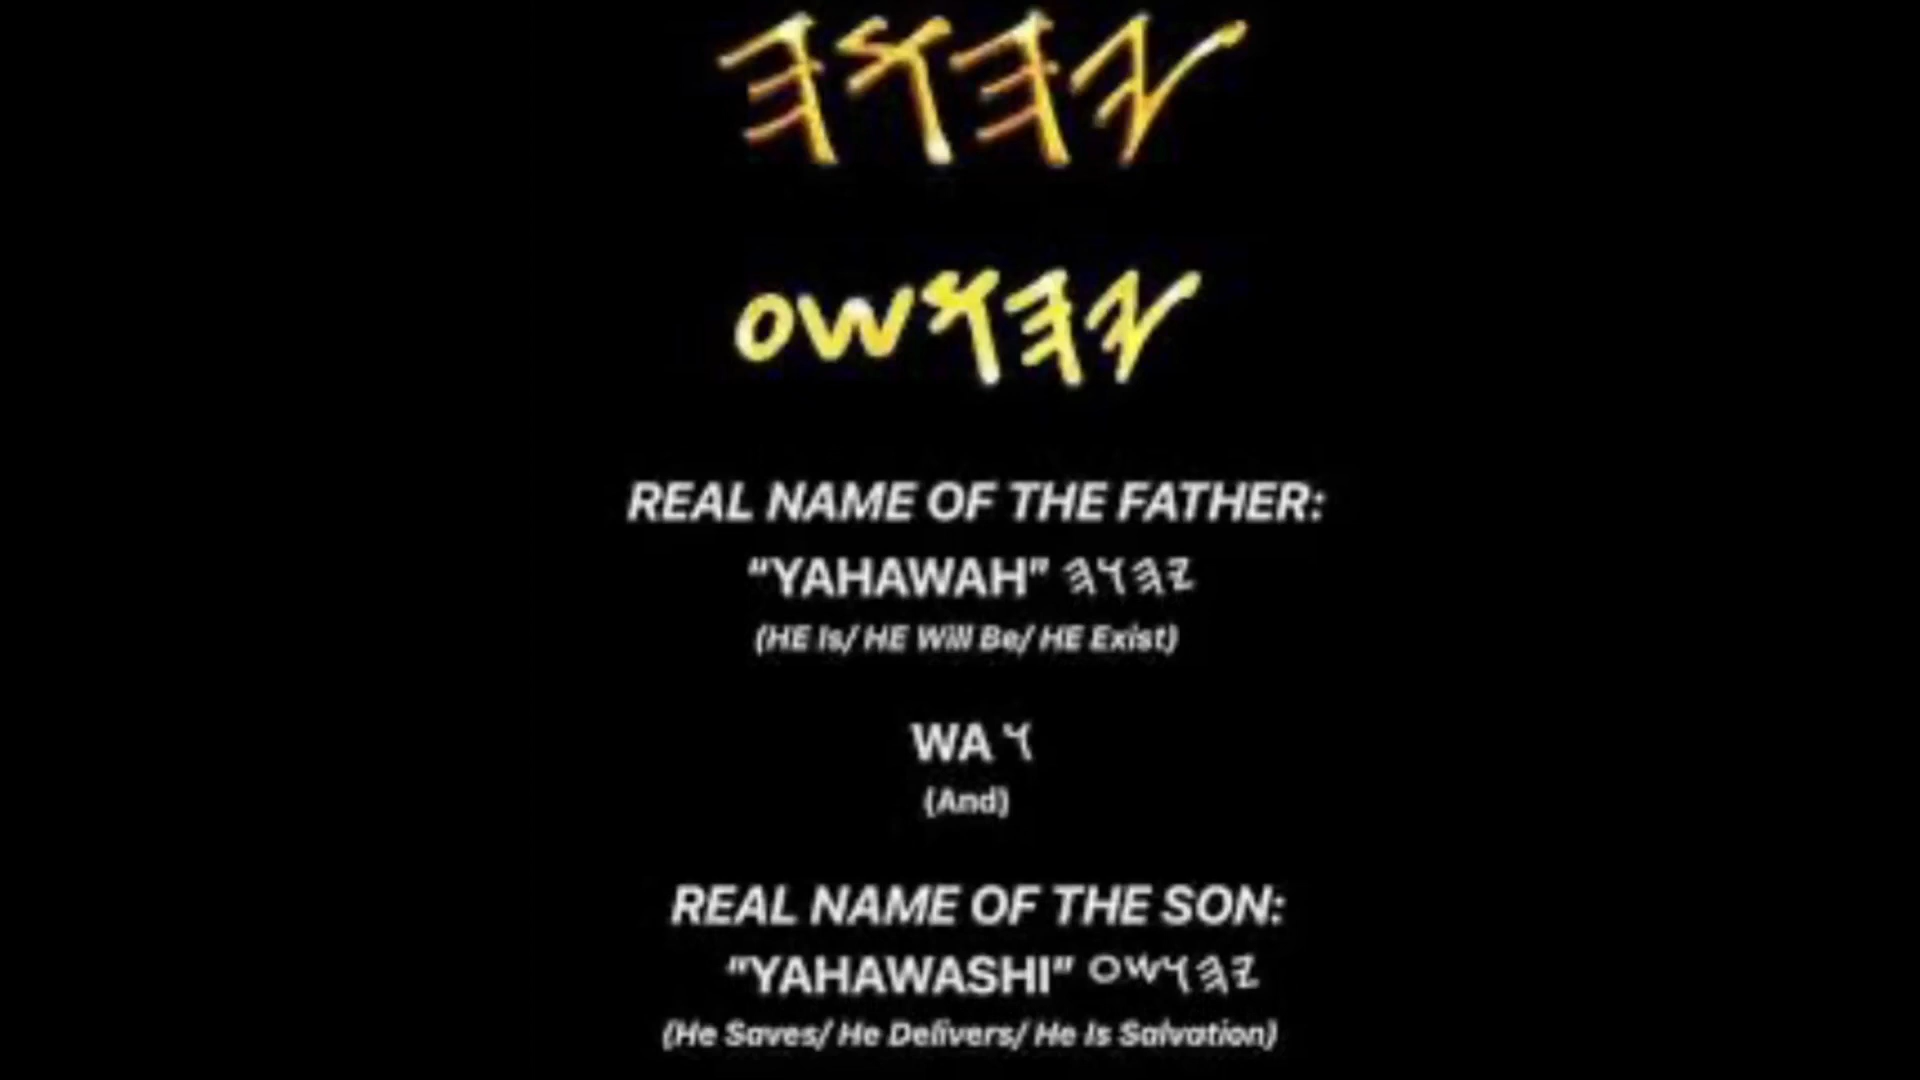 𐤉𐤄𐤅𐤄
𐤉𐤄𐤅𐤔𐤏
REAL NAME OF THE FATHER:
“YAHAWAH” 𐤉𐤄𐤅𐤄
(HE Is/ HE Will Be/ HE Exist)
WA 𐤅
(And)
REAL NAME OF THE SON:
“YAHAWASHI” 𐤉𐤄𐤅𐤔𐤏
(He Saves/ He Delivers/ He Is Salvation)